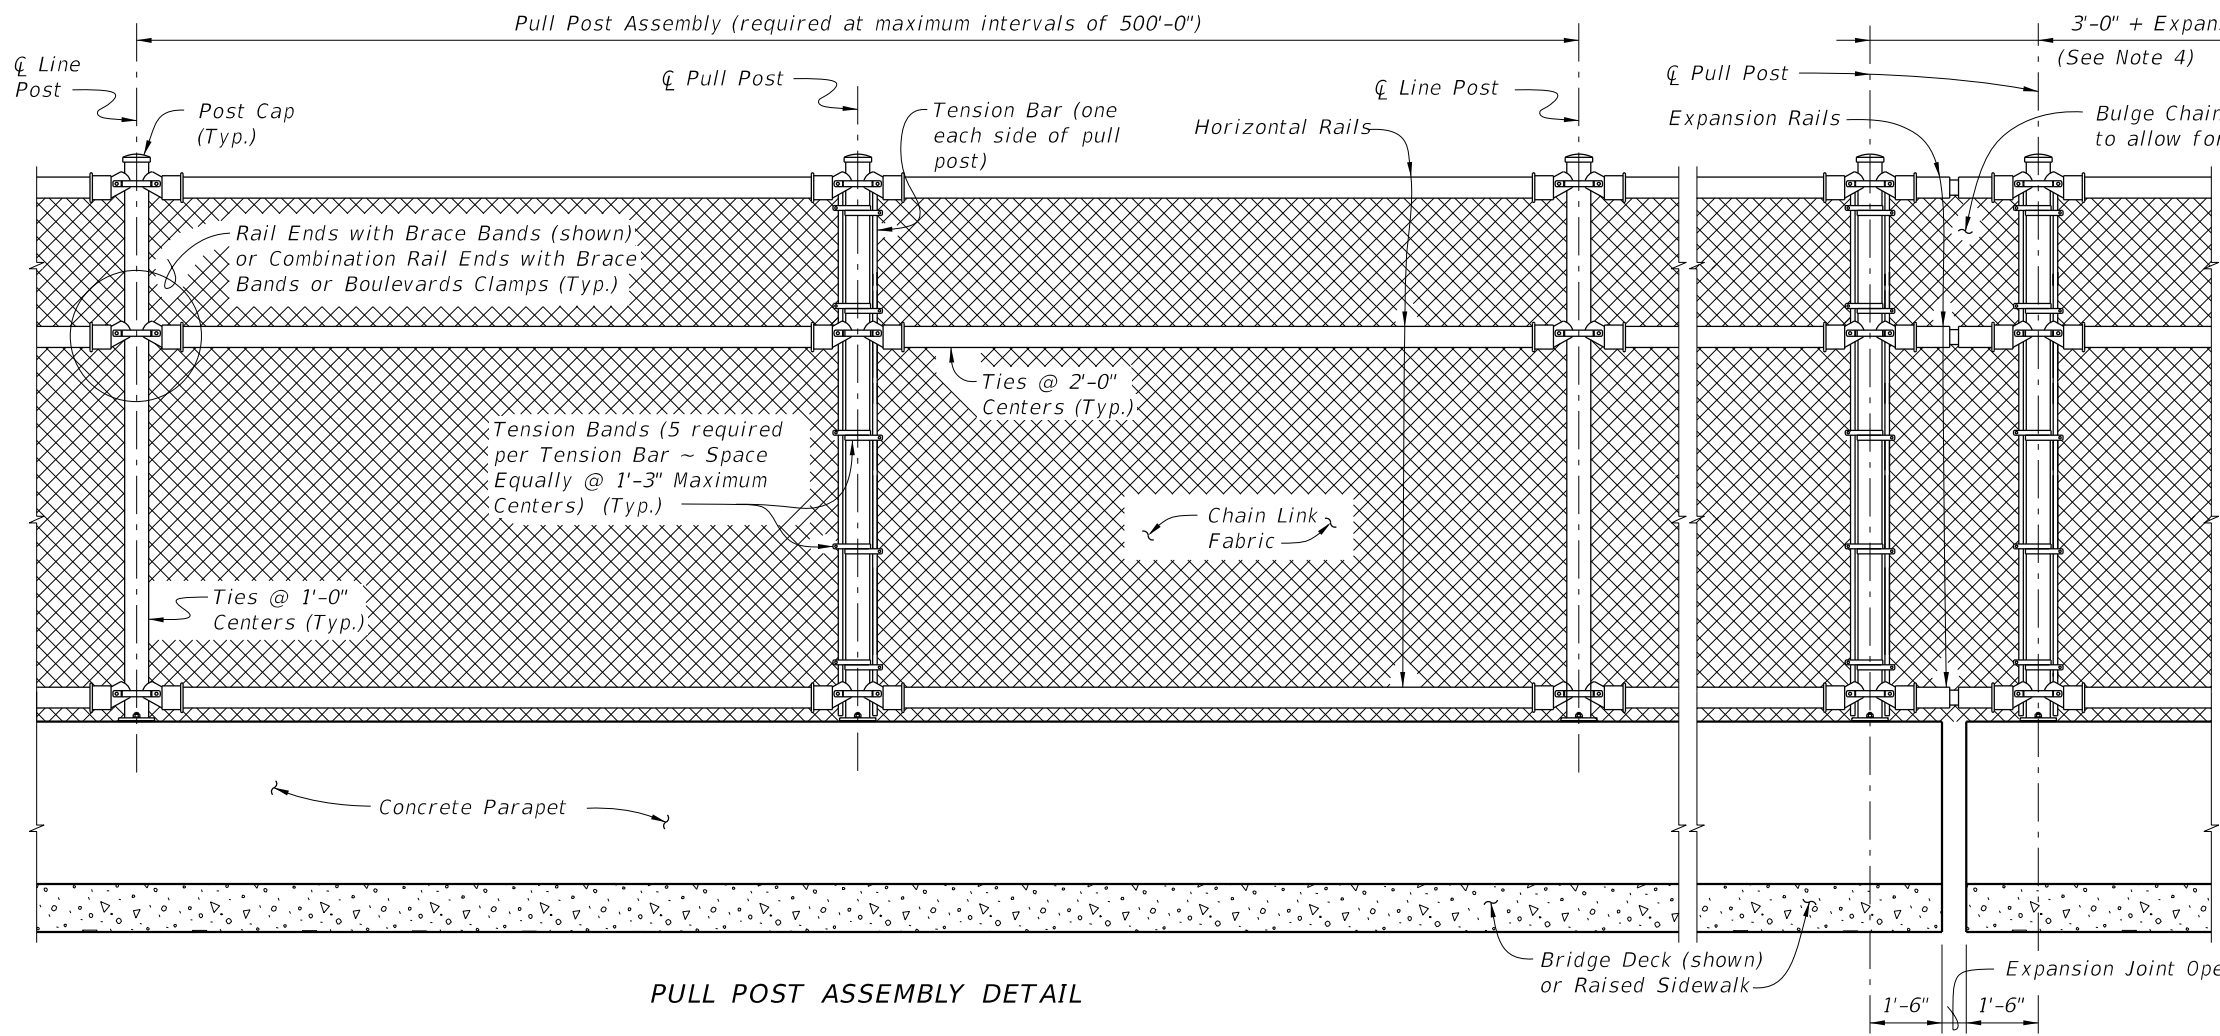 Pull Post Assembly (required at maximum intervals of 500'-0")
3'-0" +
(See Note 4)
℄ Line
Post
℄ Pull Post
℄ Line Post
℄ Pull Post
Post Cap
(Typ.)
Tension Bar (one
each side of pull
post)
Horizontal Rails
Expansion Rails
Bulge Chain
to allow for
Rail Ends with Brace Bands (shown)
or Combination Rail Ends with Brace
Bands or Boulevards Clamps (Typ.)
Ties @ 2'-0"
Centers (Typ.)
Tension Bands (5 required
per Tension Bar ~ Space
Equally @ 1'-3" Maximum
Centers) (Typ.)
Chain Link
Fabric
Ties @ 1'-0"
Centers (Typ.)
Concrete Parapet
Bridge Deck (shown)
or Raised Sidewalk
Expansion Joint
1'-6"
1'-6"
PULL POST ASSEMBLY DETAIL